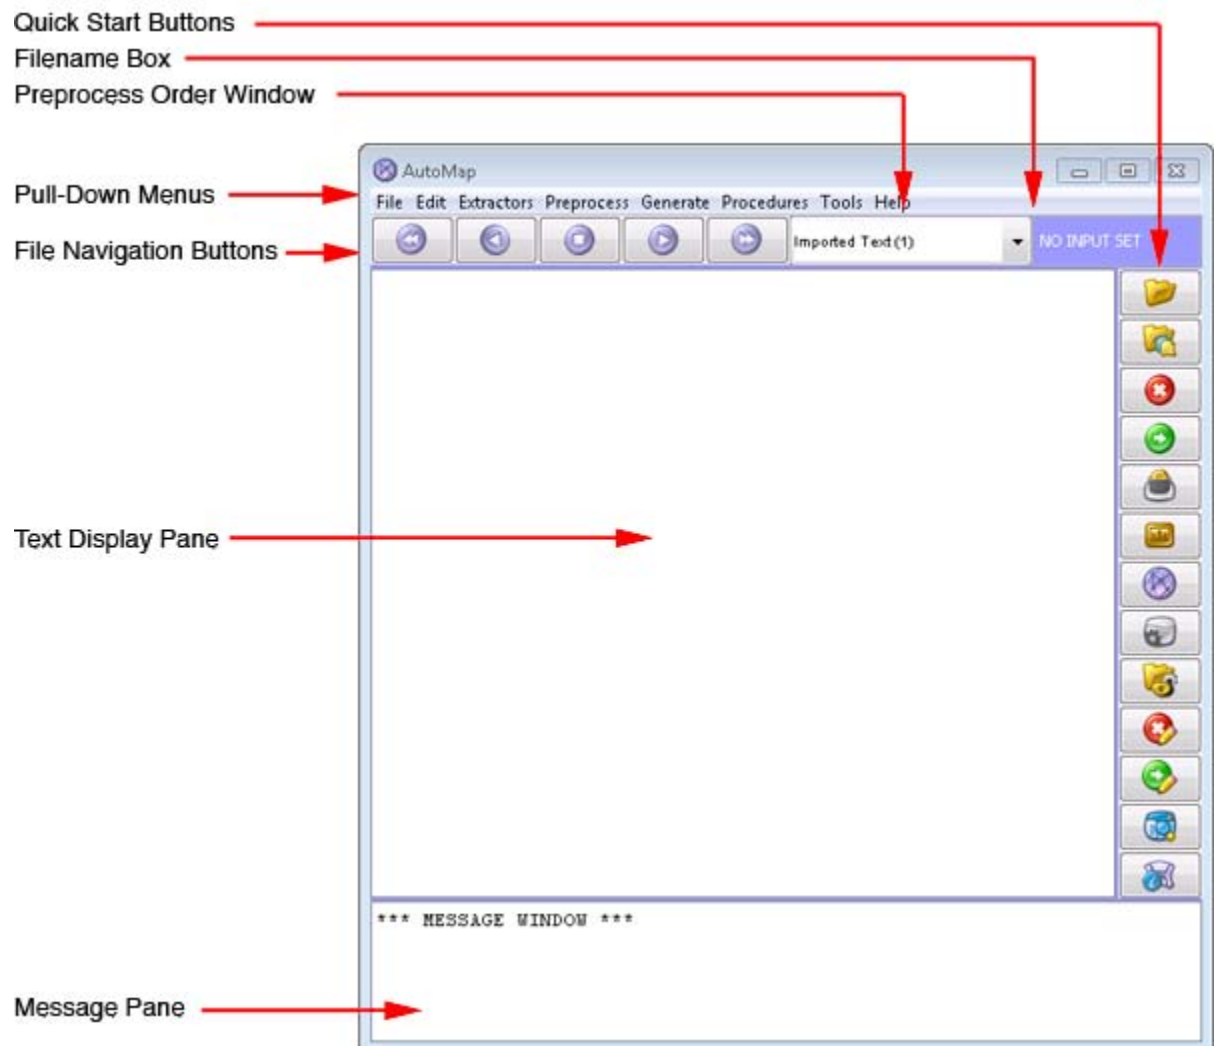 Quick Start Buttons
Filename Box
Preprocess Order Window
AutoMap
Pull-Down Menus
File Edit Extractors Preprocess Generate Procedures Tools Help
File Navigation Buttons
Imported Text (1)
NO INPUT SET
Text Display Pane
*** MESSAGE WINDOW ***
Message Pane